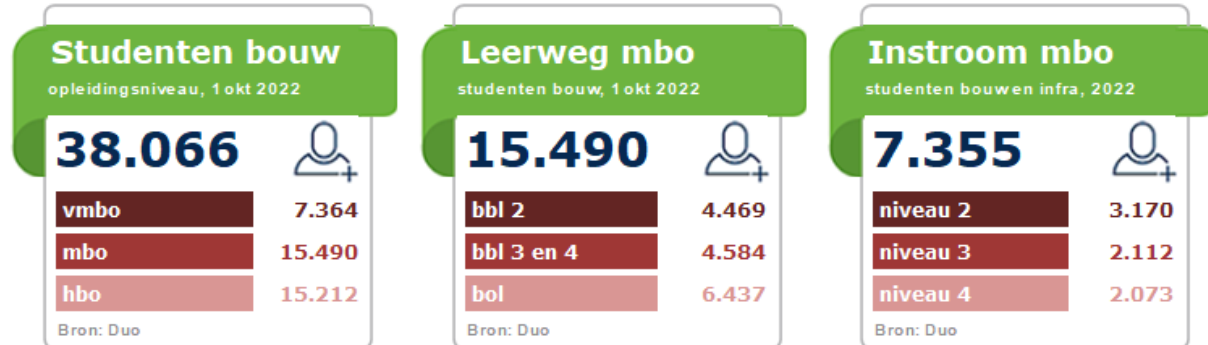 Studenten bouw
opleidingsniveau, 1 okt 2022
38.066
vmbo 7.364
mbo 15.490
hbo 15.212
Bron: Duo
Leerweg mbo
studenten bouw, 1 okt 2022
15.490
bbl 2 4.469
bbl 3 en 4 4.584
bol 6.437
Bron: Duo
Instroom mbo
studenten bouw en infra, 2022
7.355
niveau 2 3.170
niveau 3 2.112
niveau 4 2.073
Bron: Duo